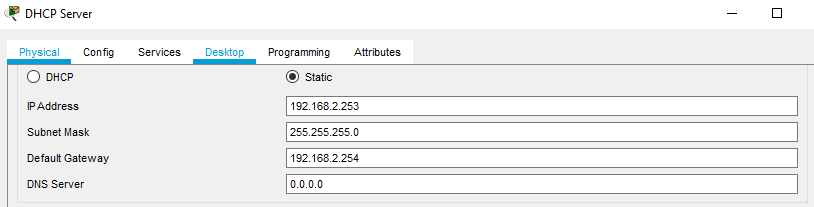 DHCP Server
Physical Config Services Desktop Programming Attributes
DHCP Static
IP Address 192.168.2.253
Subnet Mask 255.255.255.0
Default Gateway 192.168.2.254
DNS Server 0.0.0.0